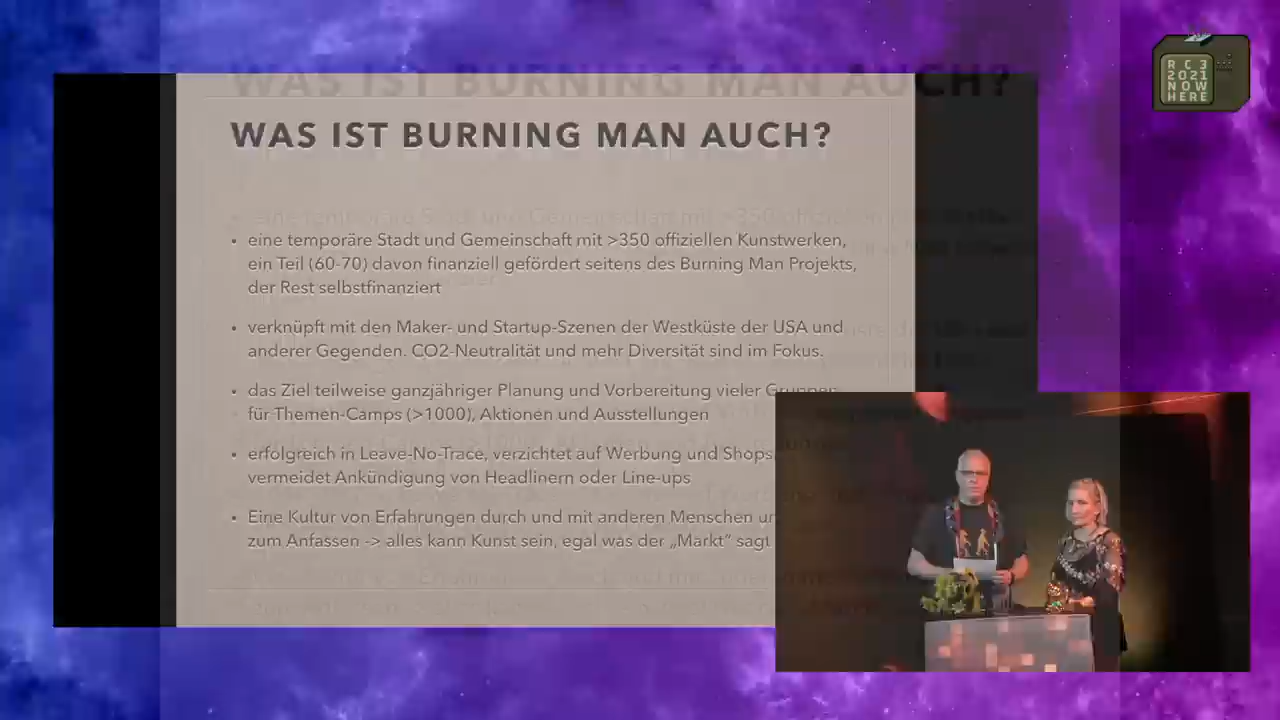 WAS IST BURNING MAN AUCH?
RC3
2021
NOW
HERE
WAS IST BURNING MAN AUCH?
• eine temporäre Stadt und Gemeinschaft mit >350 offiziellen Kunstwerken,
ein Teil (60-70) davon finanziell gefördert seitens des Burning Man Projekts,
der Rest selbstfinanziert
• verknüpft mit den Maker- und Startup-Szenen der Westküste der USA und
anderer Gegenden. CO2-Neutralität und mehr Diversität sind im Fokus.
• das Ziel teilweise ganzjähriger Planung und Vorbereitung vieler Gruppen
für Themen-Camps (>1000), Aktionen und Ausstellungen
• erfolgreich in Leave-No-Trace, verzichtet auf Werbung und Shops,
vermeidet Ankündigung von Headlinern oder Line-ups
• Eine Kultur von Erfahrungen durch und mit anderen Menschen
zum Anfassen -> alles kann Kunst sein, egal was der „Markt“ sagt